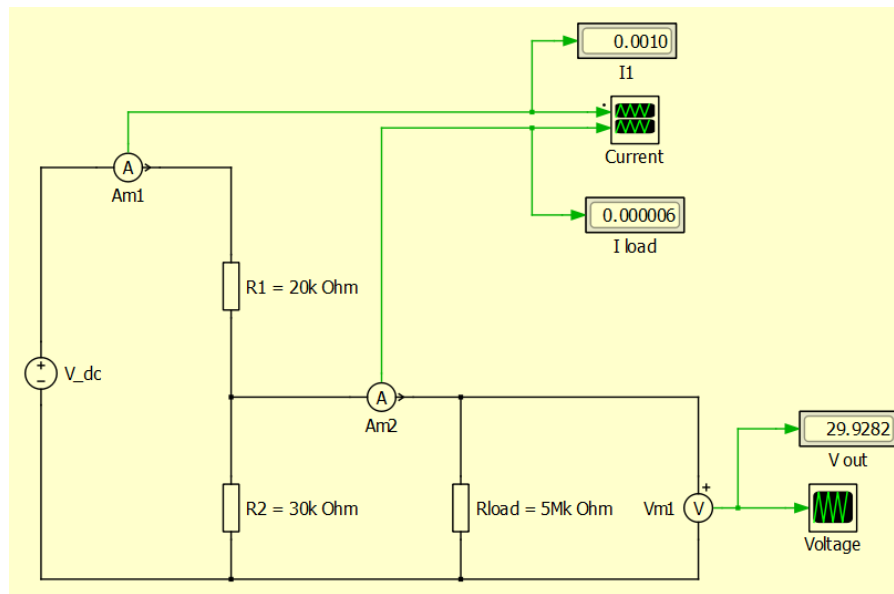 0.0010
I1
Current
A
Am1
0.000006
I load
R1 = 20k Ohm
V_dc
A
Am2
29.9282
V out
R2 = 30k Ohm
Rload = 5Mk Ohm
Vm1
V
Voltage